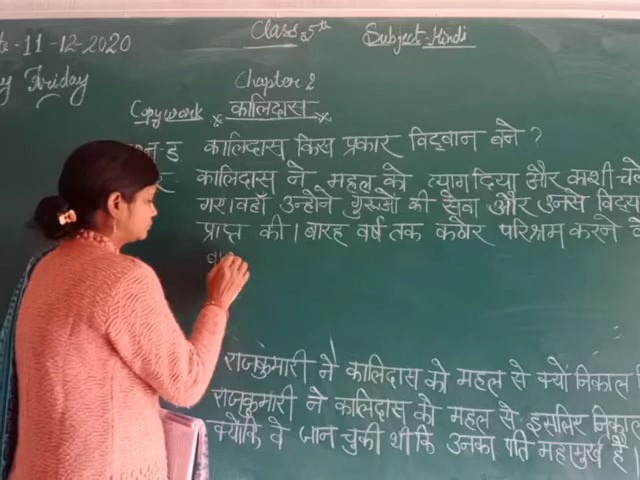 11-12-2020 Class 5th Subject-Hindi
Friday
Chapter 2
Copywork कालिदास
कालिदास किस प्रकार विद्वान बने ?
कालिदास ने महल को त्याग दिया और काशी चले
गए। वहाँ उन्होने गुरूओ की सेवा और उनसे
प्राप्त की। बारह वर्ष तक कठोर परिश्रम करने के
राजकुमारी ने कालिदास को महल से क्यों निकाल
राजकुमारी ने कालिदास को महल से इसलिए निकाल
क्योंकि वे जान चुकी थी कि उनका पति महामुर्ख है।